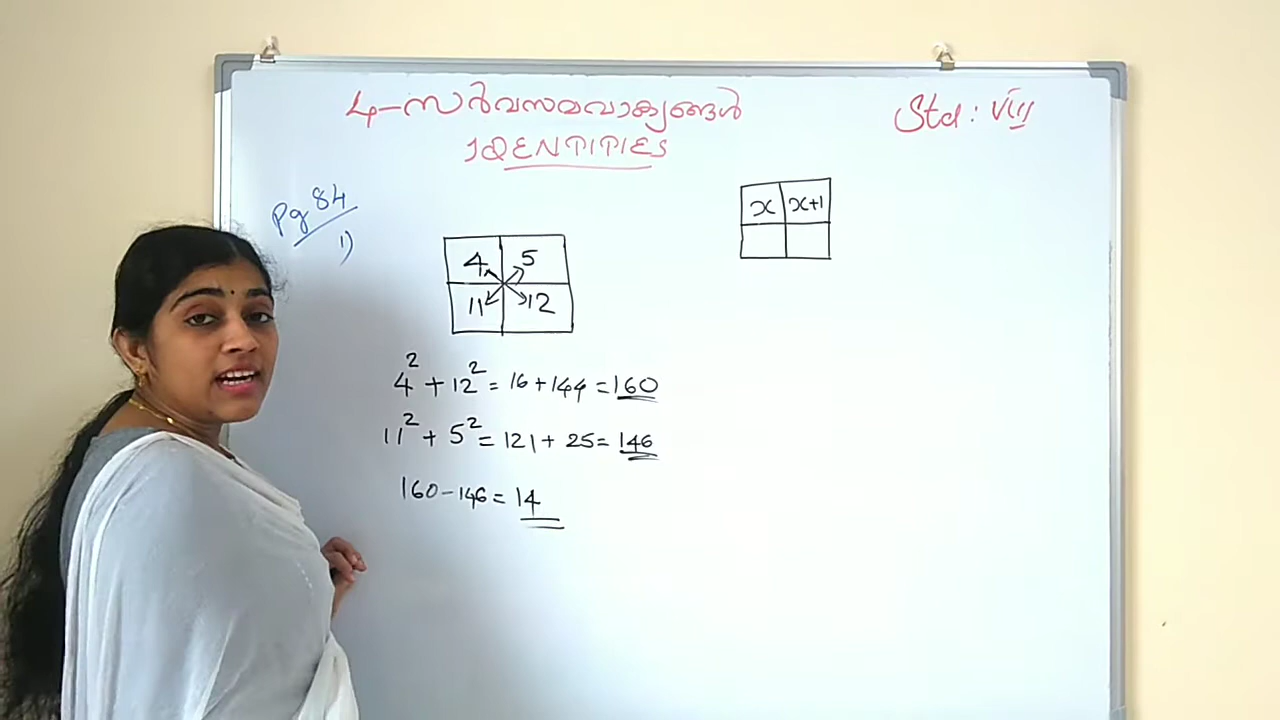 4-സർവസമവാക്യങ്ങൾ
IDENTITIES
Std: VIII
Pg 84
1)
4 5
11 12
x x+1
4² + 12² = 16 + 144 = 160
11² + 5² = 121 + 25 = 146
160 - 146 = 14